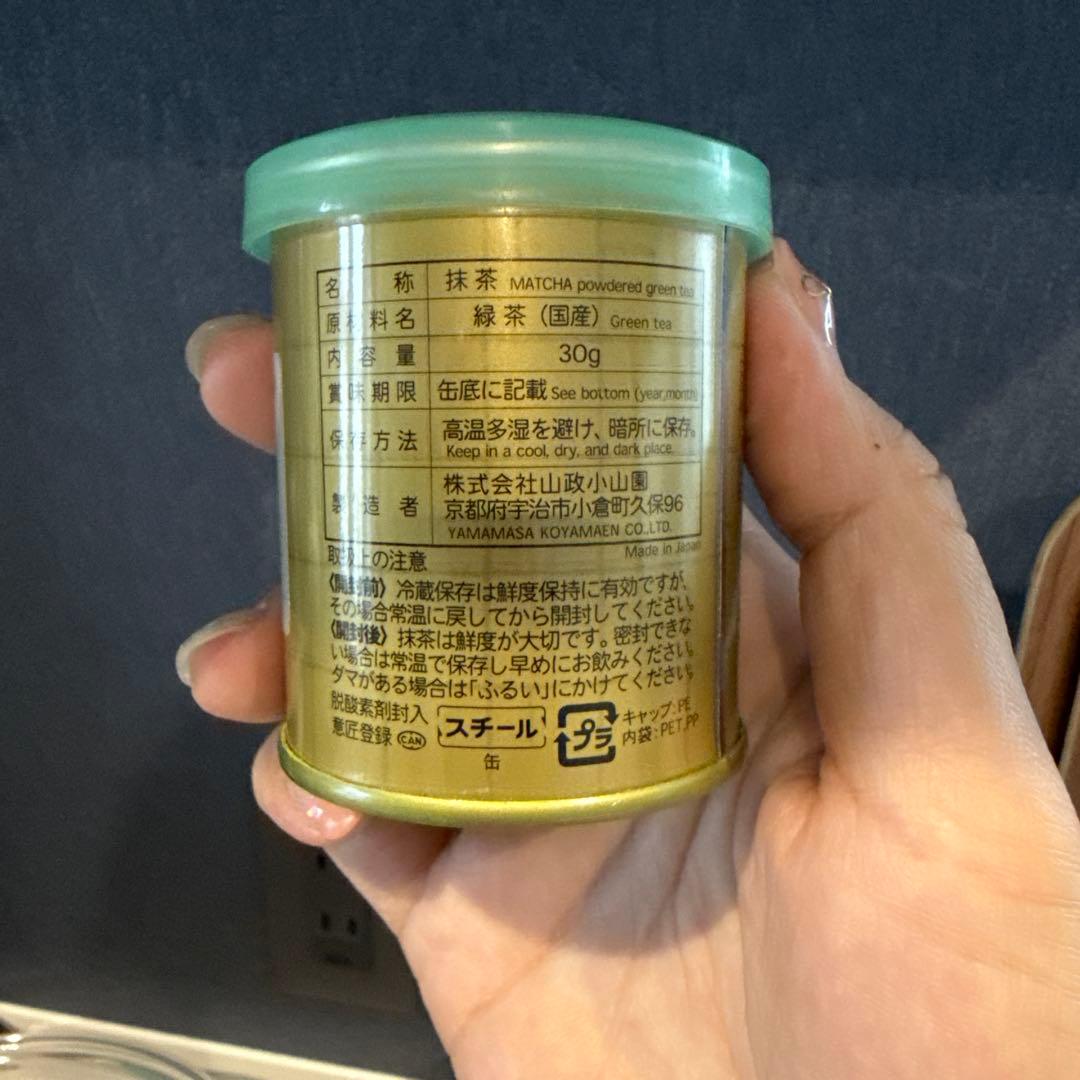 名称 抹茶 MATCHA powdered green tea
原材料名 緑茶（国産） Green tea
内容量 30g
賞味期限 缶底に記載 See bottom (year,month)
保存方法 高温多湿を避け、暗所に保存。
Keep in a cool, dry, and dark place.
製造者 株式会社山政小山園
京都府宇治市小倉町久保96
YAMAMASA KOYAMAEN CO.,LTD.
Made in Japan
取扱上の注意
〈開封前〉冷蔵保存は鮮度保持に有効ですが、
その場合常温に戻してから開封してください。
〈開封後〉抹茶は鮮度が大切です。密封できな
い場合は常温で保存し早めにお飲みください。
ダマがある場合は「ふるい」にかけてください。
脱酸素剤封入
意匠登録 CAN
スチール
缶
プラ
キャップ：PE
内袋：PET,PP